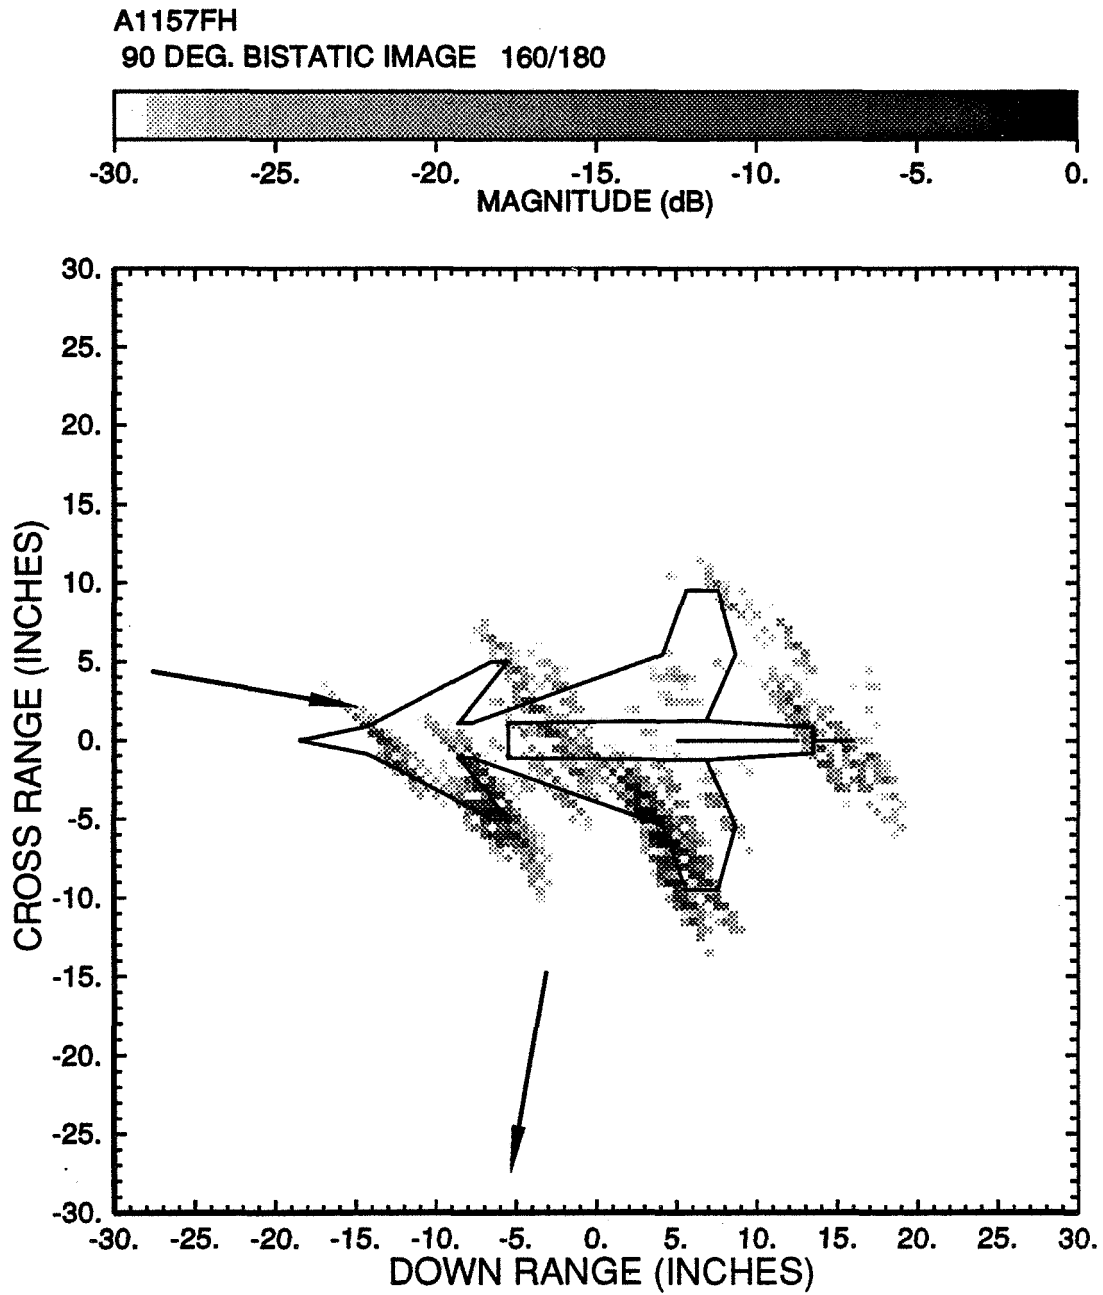 A1157FH
90 DEG. BISTATIC IMAGE 160/180
-30. -25. -20. -15. -10. -5. 0.
MAGNITUDE (dB)
30.
25.
20.
15.
10.
5.
0.
-5.
-10.
-15.
-20.
-25.
-30.
CROSS RANGE (INCHES)
-30. -25. -20. -15. -10. -5. 0. 5. 10. 15. 20. 25. 30.
DOWN RANGE (INCHES)